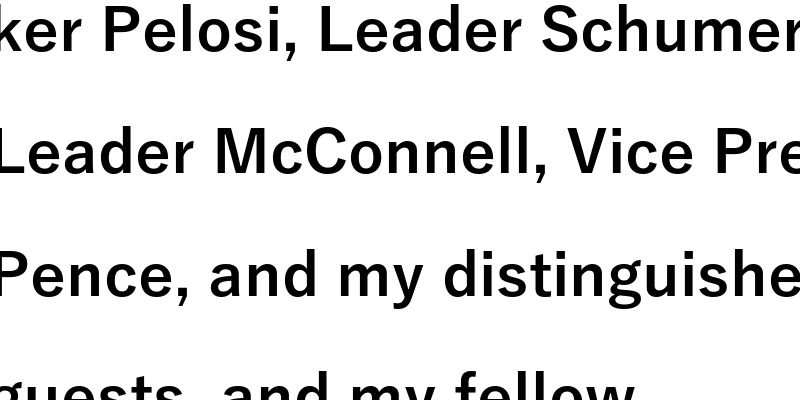 ker Pelosi, Leader Schumer
Leader McConnell, Vice Pre
Pence, and my distinguishe
guests, and my fellow